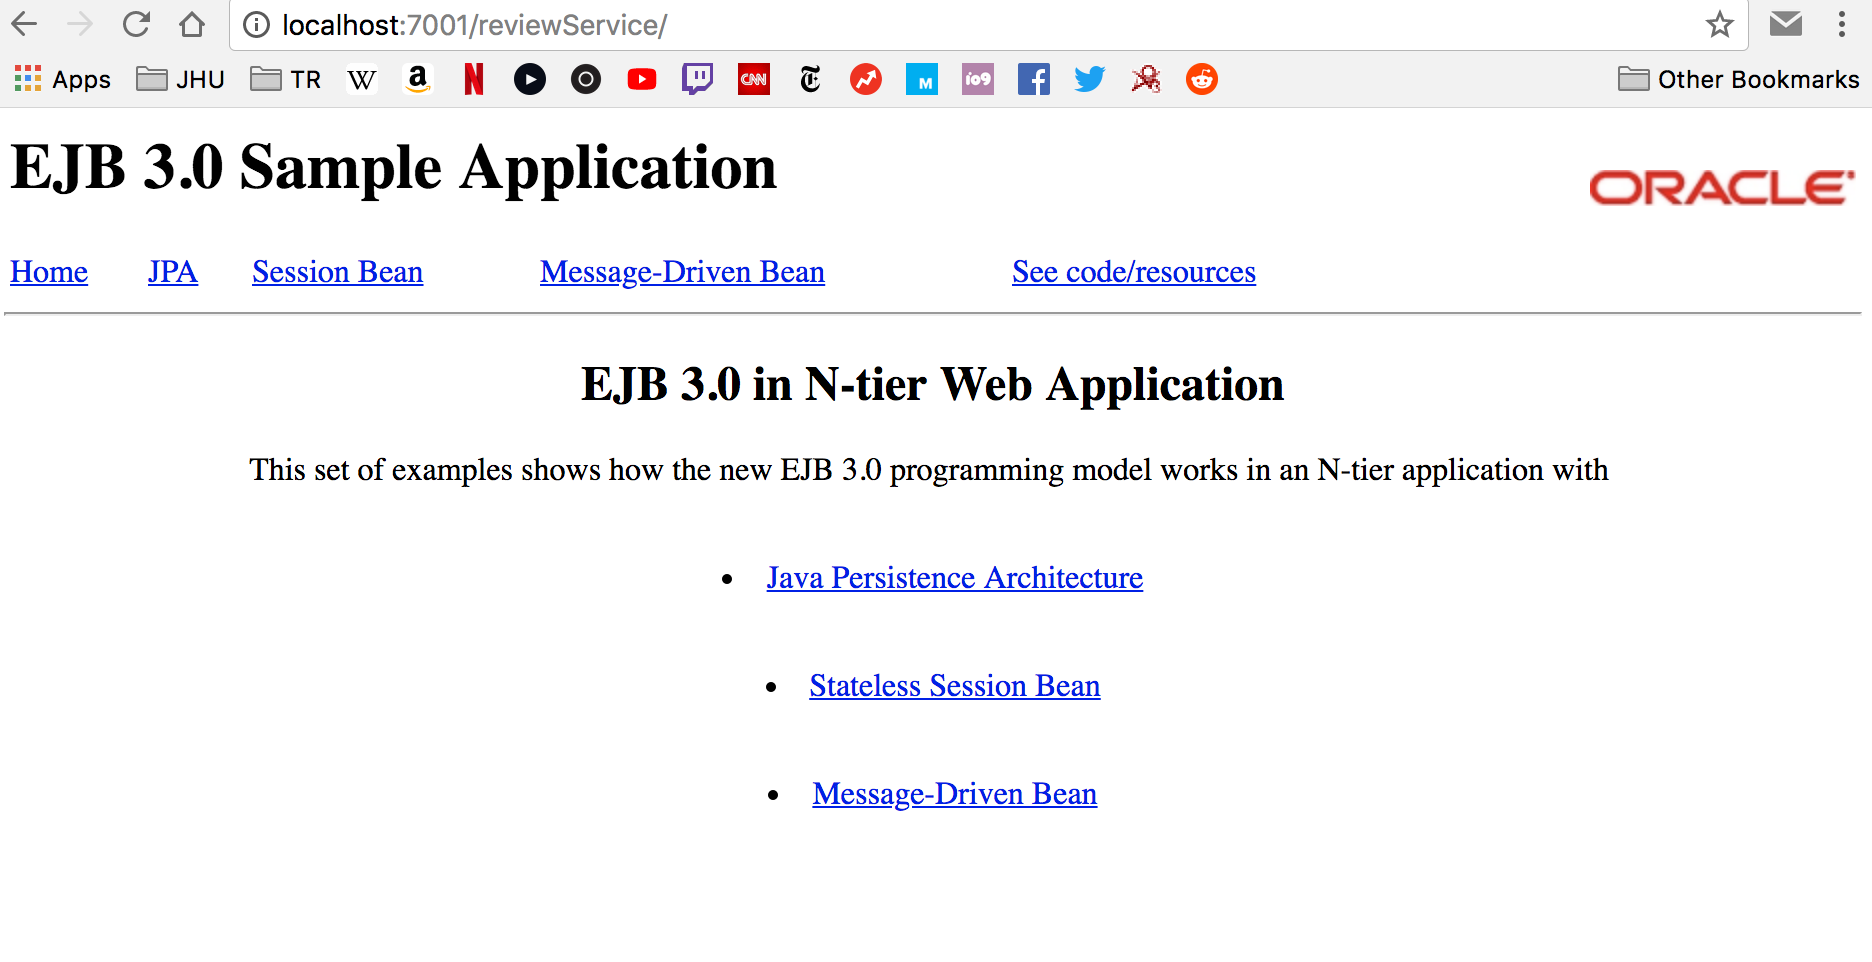 localhost:7001/reviewService/
Apps JHU TR W a N CNN T M io9 f Other Bookmarks
EJB 3.0 Sample Application
ORACLE
Home JPA Session Bean Message-Driven Bean See code/resources
EJB 3.0 in N-tier Web Application
This set of examples shows how the new EJB 3.0 programming model works in an N-tier application with
• Java Persistence Architecture
• Stateless Session Bean
• Message-Driven Bean